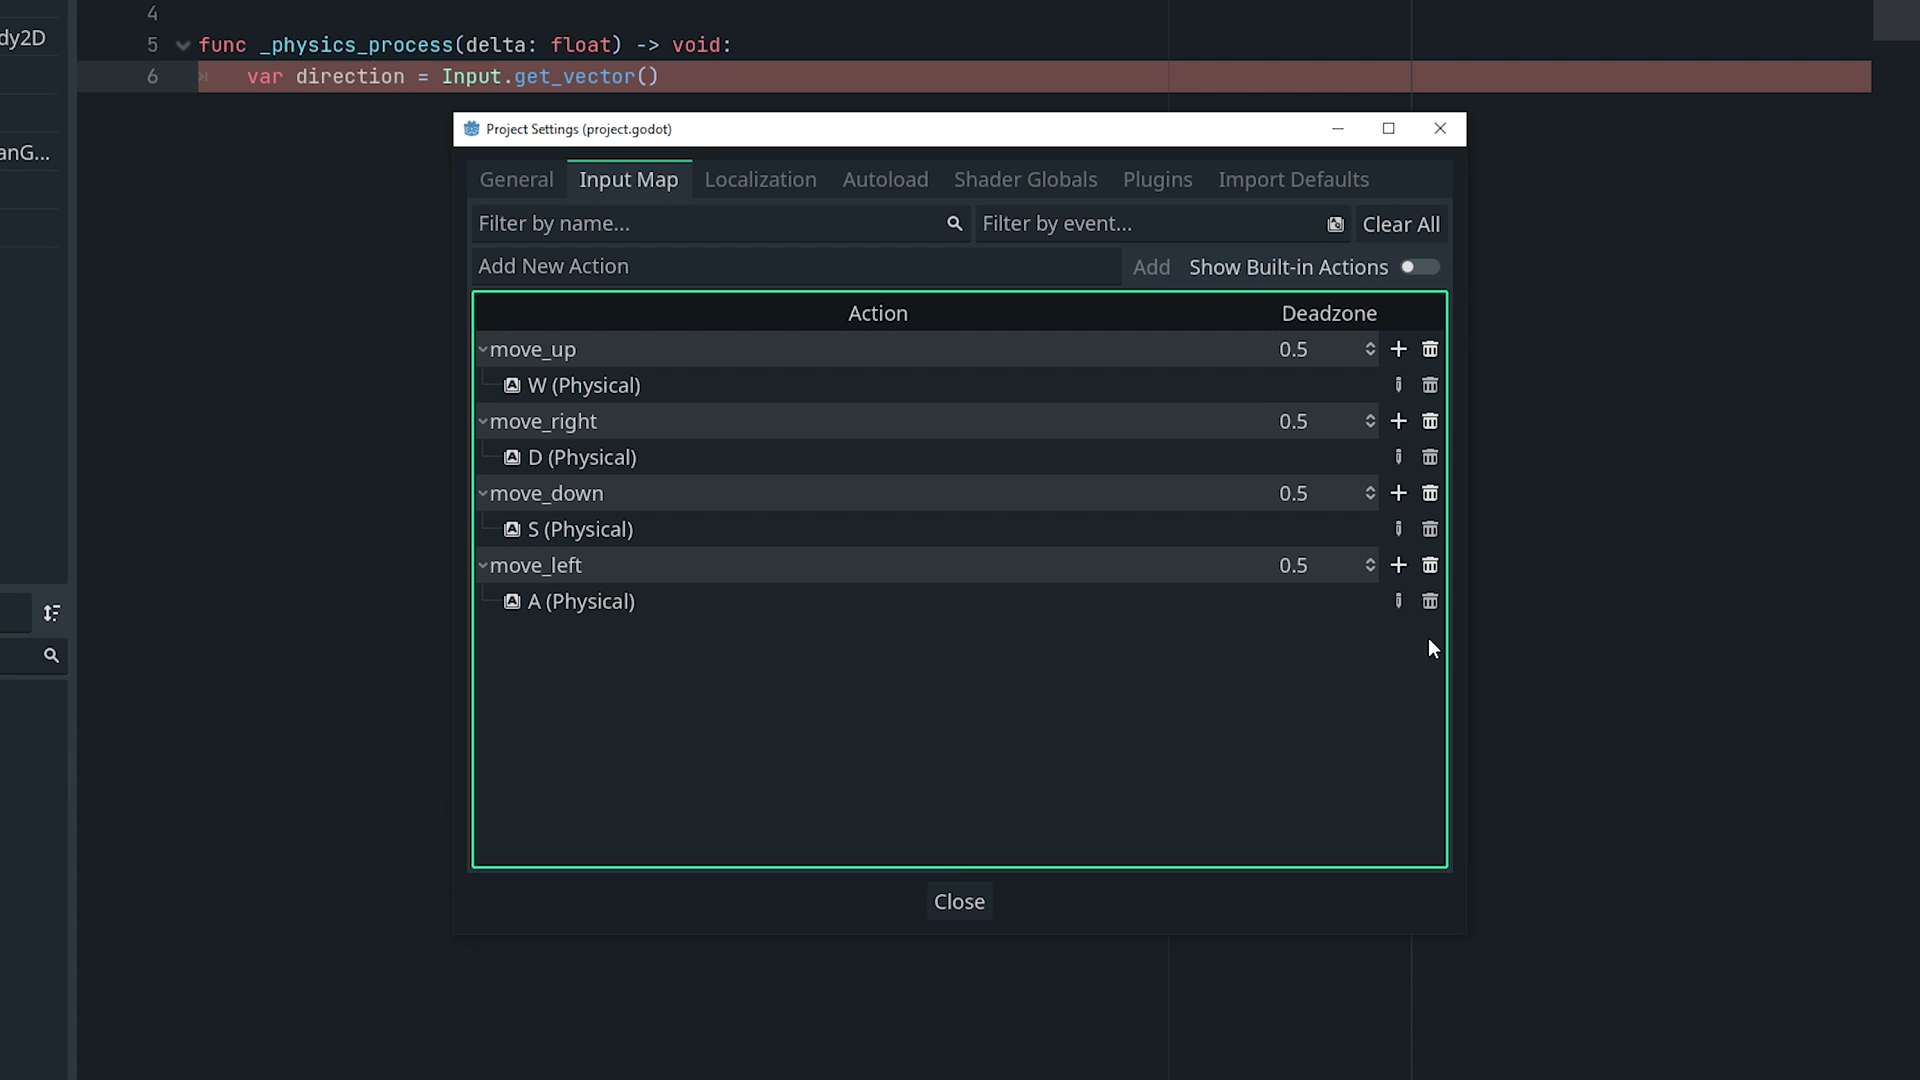 4
dy2D
5 func _physics_process(delta: float) -> void:
6 var direction = Input.get_vector()
Project Settings (project.godot)
anG...
General Input Map Localization Autoload Shader Globals Plugins Import Defaults
Filter by name... Filter by event... Clear All
Add New Action Add Show Built-in Actions
Action Deadzone
move_up 0.5
W (Physical)
move_right 0.5
D (Physical)
move_down 0.5
S (Physical)
move_left 0.5
A (Physical)
Close